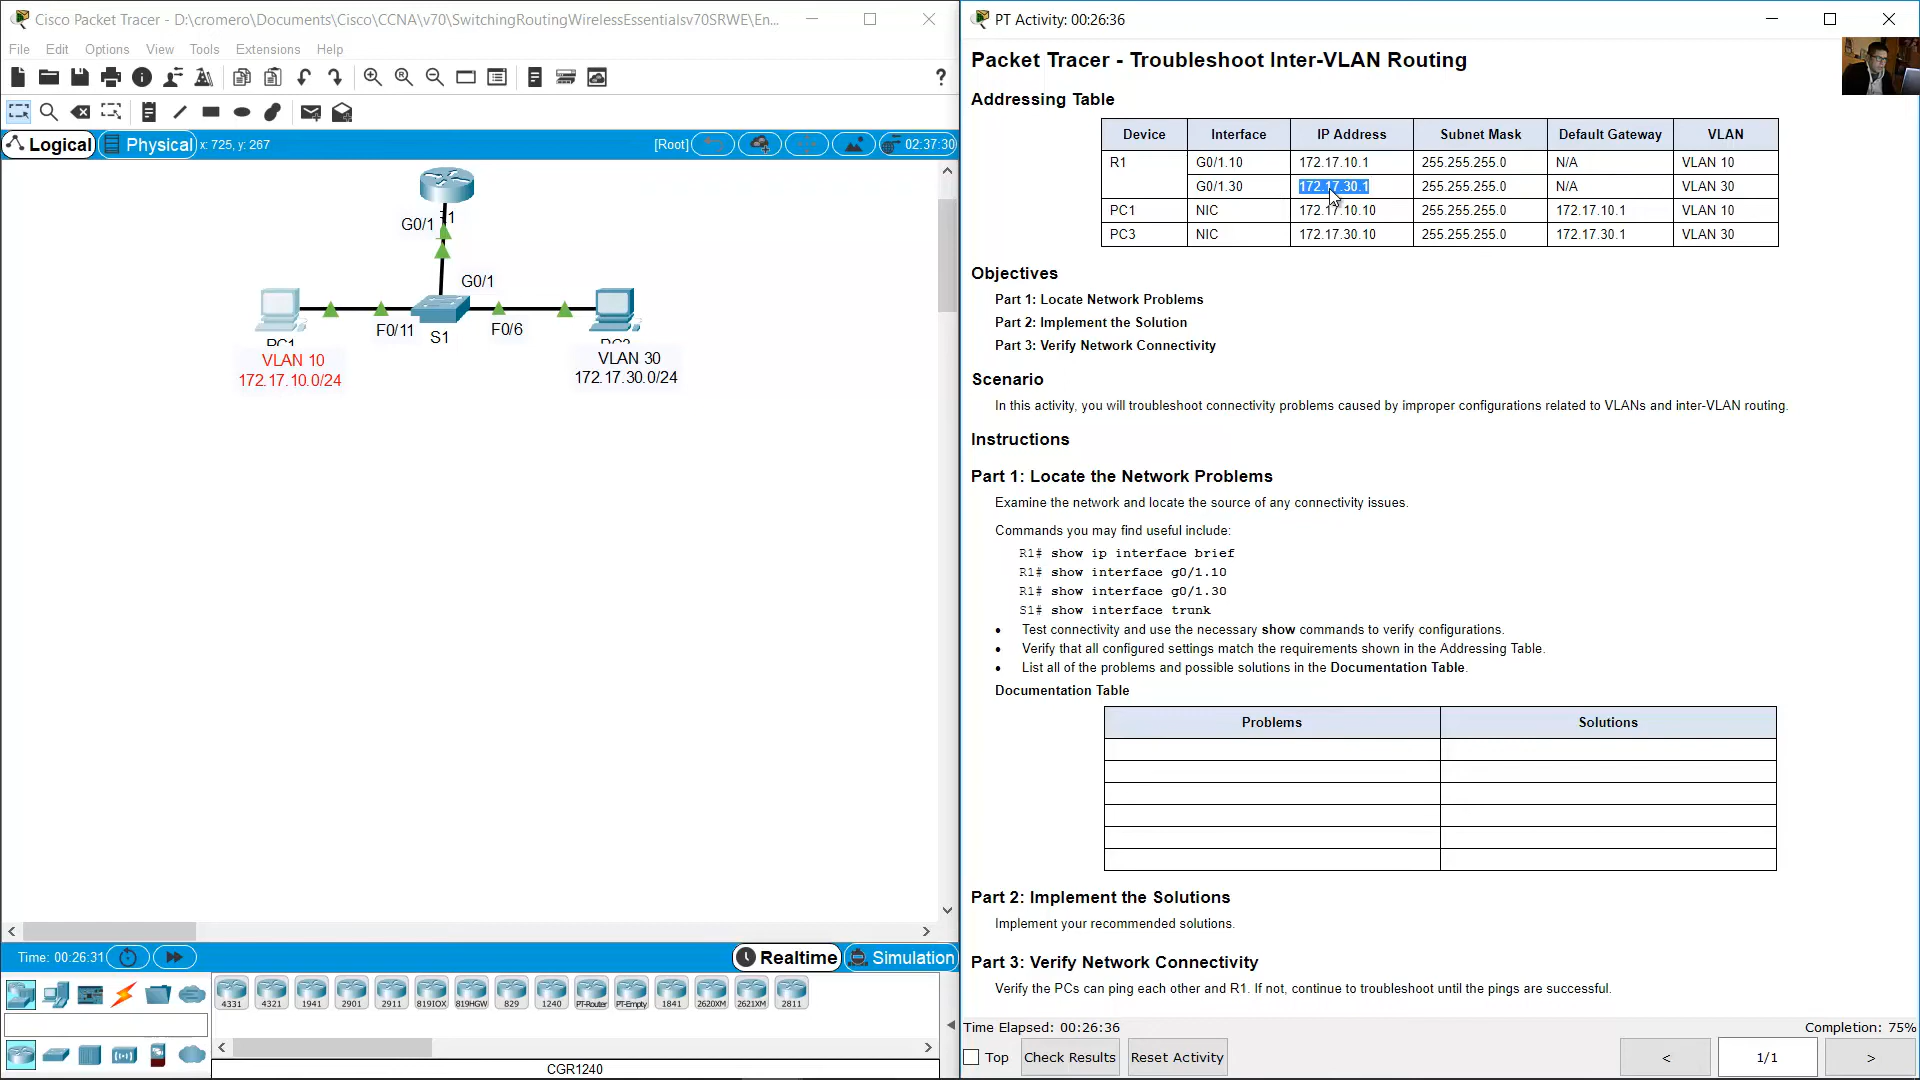 Cisco Packet Tracer - D:\cromero\Documents\Cisco\CCNA\v70\SwitchingRoutingWirelessEssentialsv70SRWE\En...
File Edit Options View Tools Extensions Help
Logical Physical x: 725, y: 267 [Root] 02:37:30
G0/1
G0/1
F0/11 S1 F0/6
PC1
VLAN 10
172.17.10.0/24
VLAN 30
172.17.30.0/24
Time: 00:26:31 Realtime Simulation
4331 4321 1941 2901 2911 819IOX 819HGW 829 1240 PT-Router PT-Empty 1841 2620XM 2621XM 2811
CGR1240
PT Activity: 00:26:36
Packet Tracer - Troubleshoot Inter-VLAN Routing
Addressing Table
Device Interface IP Address Subnet Mask Default Gateway VLAN
R1 G0/1.10 172.17.10.1 255.255.255.0 N/A VLAN 10
G0/1.30 172.17.30.1 255.255.255.0 N/A VLAN 30
PC1 NIC 172.17.10.10 255.255.255.0 172.17.10.1 VLAN 10
PC3 NIC 172.17.30.10 255.255.255.0 172.17.30.1 VLAN 30
Objectives
Part 1: Locate Network Problems
Part 2: Implement the Solution
Part 3: Verify Network Connectivity
Scenario
In this activity, you will troubleshoot connectivity problems caused by improper configurations related to VLANs and inter-VLAN routing.
Instructions
Part 1: Locate the Network Problems
Examine the network and locate the source of any connectivity issues.
Commands you may find useful include:
R1# show ip interface brief
R1# show interface g0/1.10
R1# show interface g0/1.30
S1# show interface trunk
• Test connectivity and use the necessary show commands to verify configurations.
• Verify that all configured settings match the requirements shown in the Addressing Table.
• List all of the problems and possible solutions in the Documentation Table.
Documentation Table
Problems Solutions
Part 2: Implement the Solutions
Implement your recommended solutions.
Part 3: Verify Network Connectivity
Verify the PCs can ping each other and R1. If not, continue to troubleshoot until the pings are successful.
Time Elapsed: 00:26:36 Completion: 75%
Top Check Results Reset Activity < 1/1 >